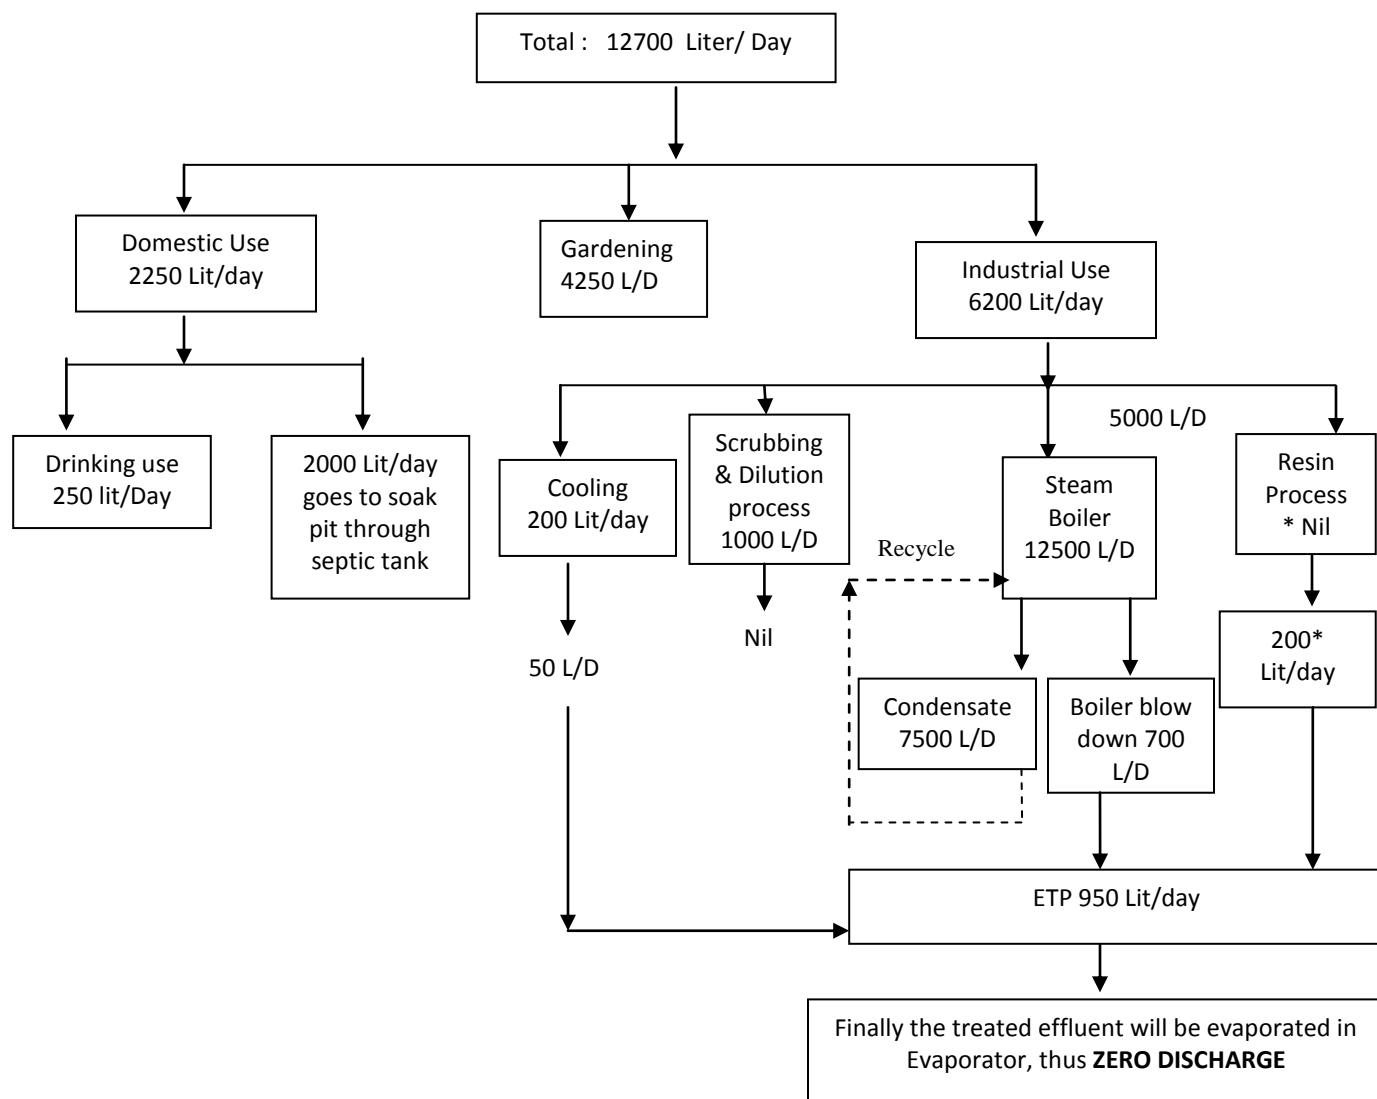 Total :   12700  Liter/ Day
Domestic Use
2250 Lit/day
Gardening
4250 L/D
Industrial Use
6200 Lit/day
Drinking use
250 lit/Day
2000 Lit/day
goes to soak
pit through
septic tank
Cooling
200 Lit/day
Scrubbing
& Dilution
process
1000 L/D
5000 L/D
Steam
Boiler
12500 L/D
Resin
Process
* Nil
Recycle
Nil
50 L/D
Condensate
7500 L/D
Boiler blow
down 700
L/D
200*
Lit/day
ETP 950 Lit/day
Finally the treated effluent will be evaporated in
Evaporator, thus ZERO DISCHARGE